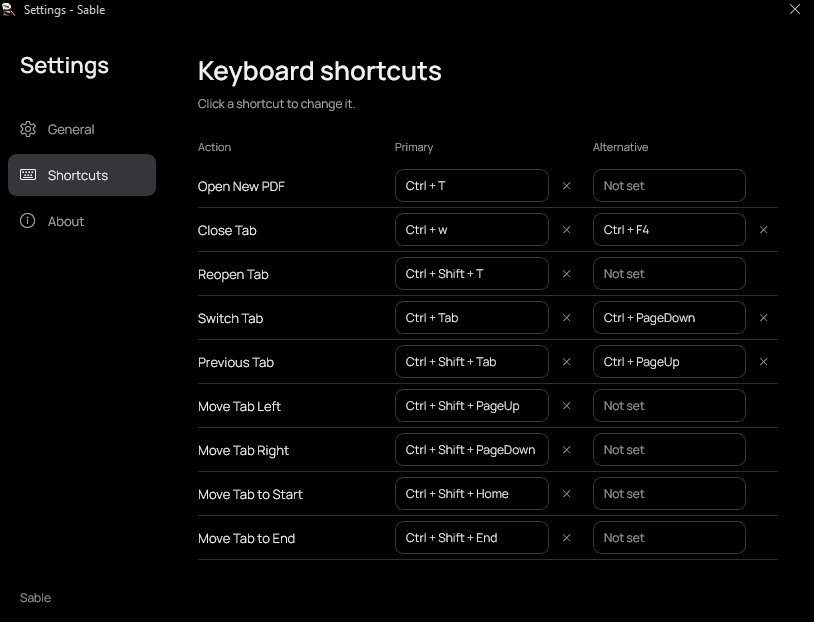 Settings - Sable
Settings
General
Shortcuts
About
Sable
Keyboard shortcuts
Click a shortcut to change it.
Action Primary Alternative
Open New PDF Ctrl + T Not set
Close Tab Ctrl + w Ctrl + F4
Reopen Tab Ctrl + Shift + T Not set
Switch Tab Ctrl + Tab Ctrl + PageDown
Previous Tab Ctrl + Shift + Tab Ctrl + PageUp
Move Tab Left Ctrl + Shift + PageUp Not set
Move Tab Right Ctrl + Shift + PageDown Not set
Move Tab to Start Ctrl + Shift + Home Not set
Move Tab to End Ctrl + Shift + End Not set